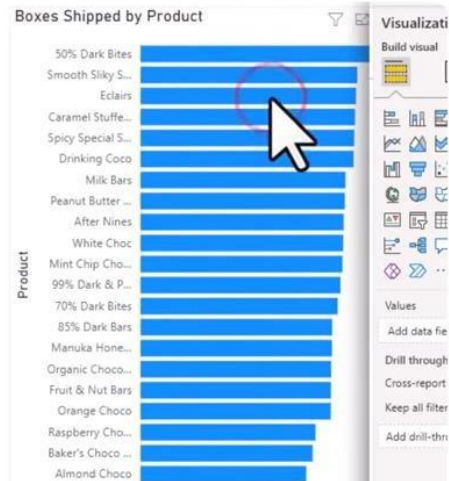 Boxes Shipped by Product
50% Dark Bites
Smooth Sliky S...
Eclairs
Caramel Stuffe...
Spicy Special S...
Drinking Coco
Milk Bars
Peanut Butter ...
After Nines
White Choc
Mint Chip Cho...
99% Dark & P...
70% Dark Bites
85% Dark Bars
Manuka Hone...
Organic Choco...
Fruit & Nut Bars
Orange Choco
Raspberry Cho...
Baker's Choco ...
Almond Choco
Product
Visualizati
Build visual
Values
Add data fie
Drill through
Cross-report
Keep all filter
Add drill-thro